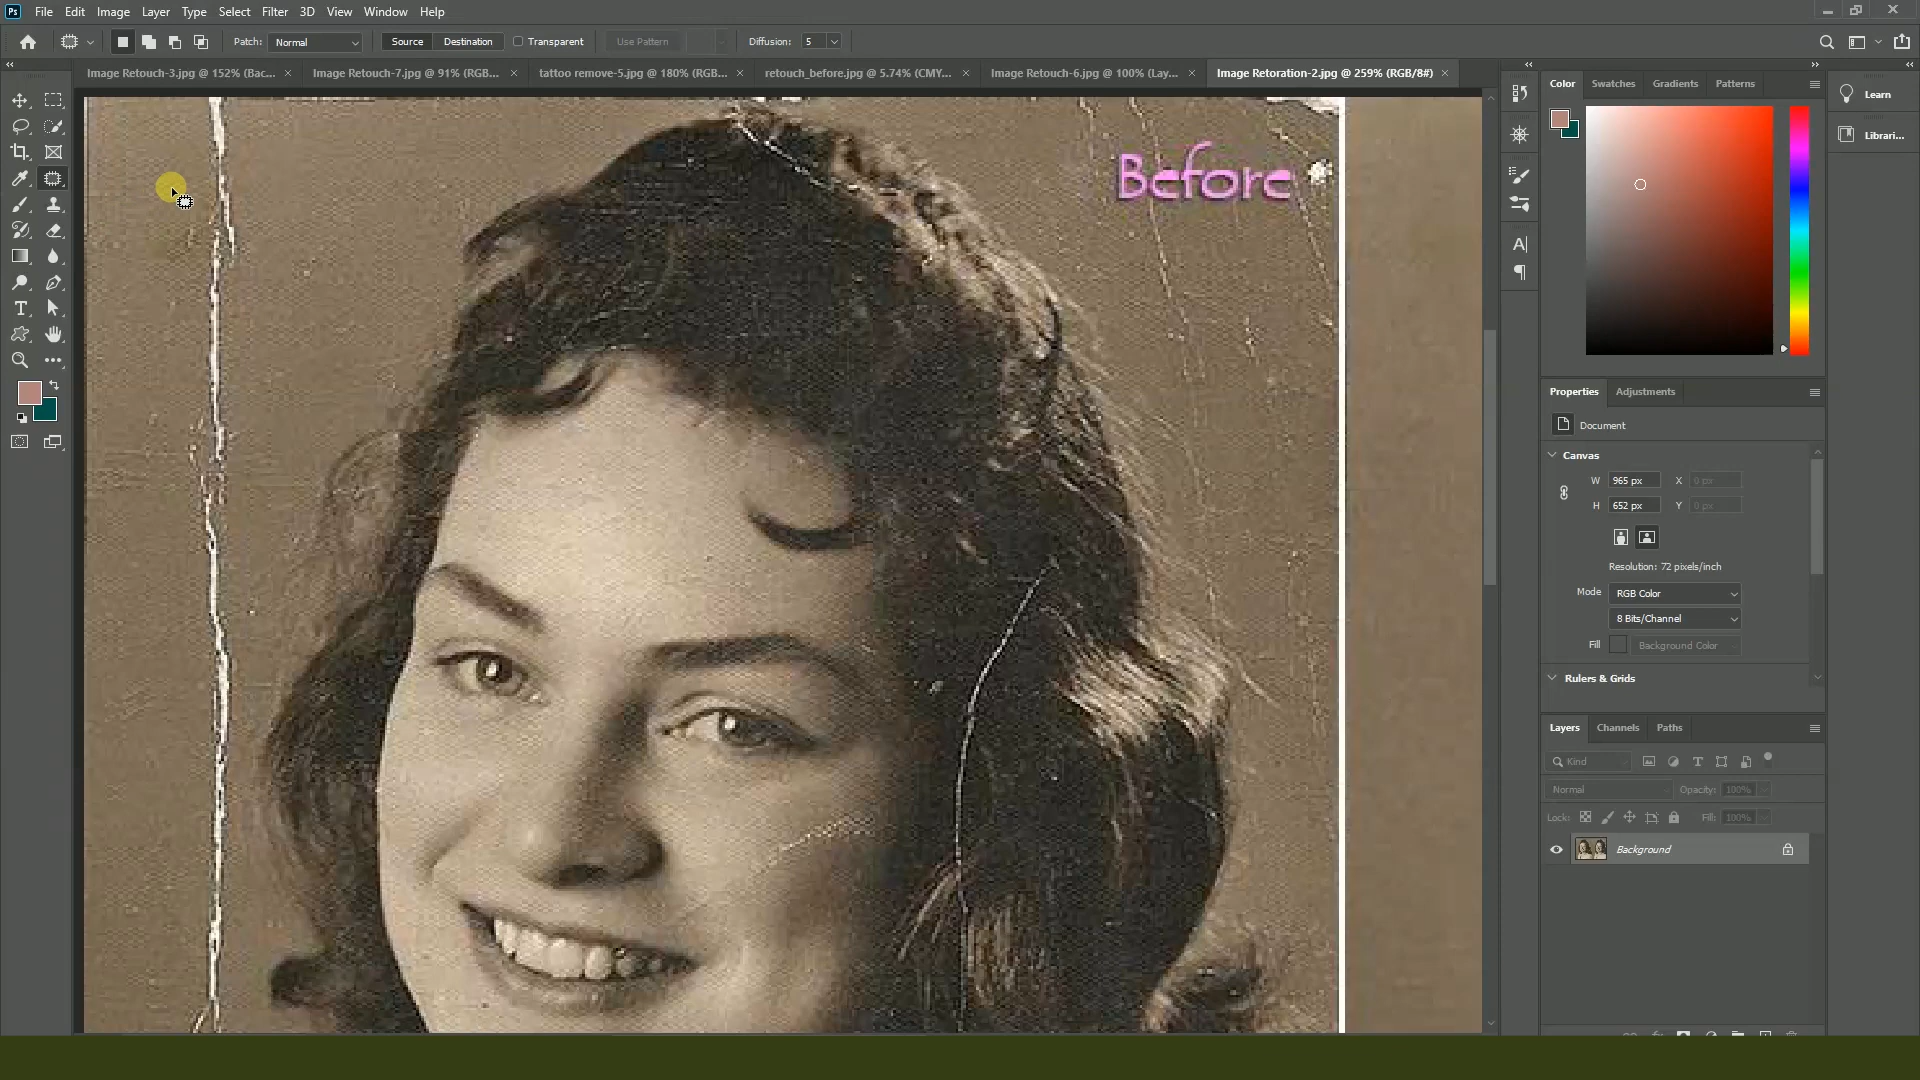 Ps File Edit Image Layer Type Select Filter 3D View Window Help
Patch: Normal Source Destination Transparent Use Pattern Diffusion: 5
Image Retouch-3.jpg @ 152% (Bac... Image Retouch-7.jpg @ 91% (RGB... tattoo remove-5.jpg @ 180% (RGB... retouch_before.jpg @ 5.74% (CMY... Image Retouch-6.jpg @ 100% (Lay... Image Retoration-2.jpg @ 259% (RGB/8#)
Before
Color Swatches Gradients Patterns
Learn
Librari...
Properties Adjustments
Document
Canvas
W 965 px X 0 px
H 652 px Y 0 px
Resolution: 72 pixels/inch
Mode RGB Color
8 Bits/Channel
Fill Background Color
Rulers & Grids
Layers Channels Paths
Kind
Normal Opacity: 100%
Lock: Fill: 100%
Background